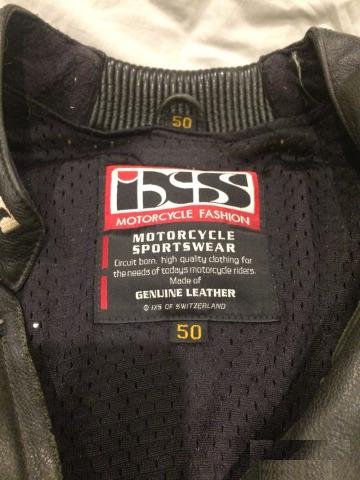 50
iXS
MOTORCYCLE FASHION
MOTORCYCLE
SPORTSWEAR
Circuit born, high quality clothing for
the needs of todays motorcycle riders.
Made of
GENUINE LEATHER
© IXS OF SWITZERLAND
50